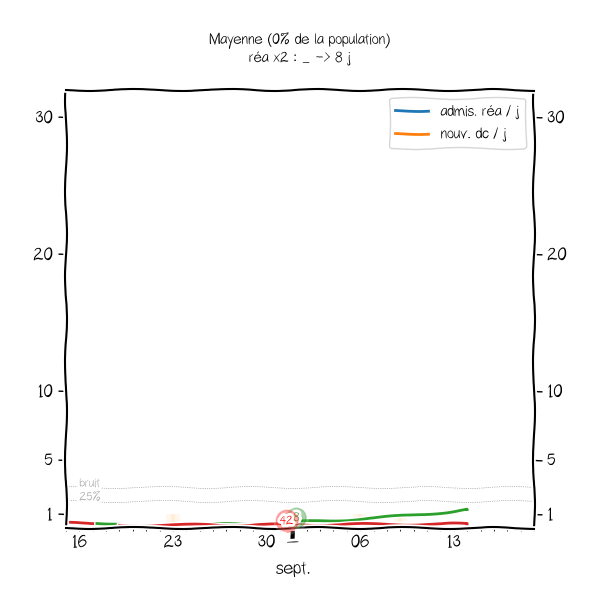 Mayenne (0% de la population)
réa x2 : _ -> 8 j
admis. réa / j
nouv. dc / j
30
30
20
20
10
10
5
5
bruit
25%
1
1
42
16
23
30
06
13
sept.